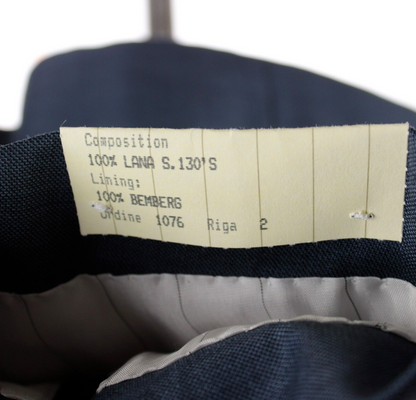 Composition
100% LANA S.130'S
Lining:
100% BEMBERG
Ordine 1076 Riga 2